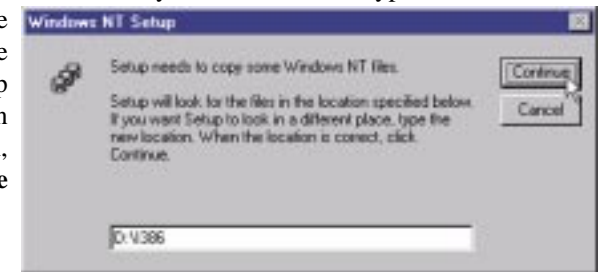 Windows NT Setup
Setup needs to copy some Windows NT files.
Setup will look for the files in the location specified below.
If you want Setup to look in a different place, type the
new location. When the location is correct, click
Continue.
Continue
Cancel
D:\I386